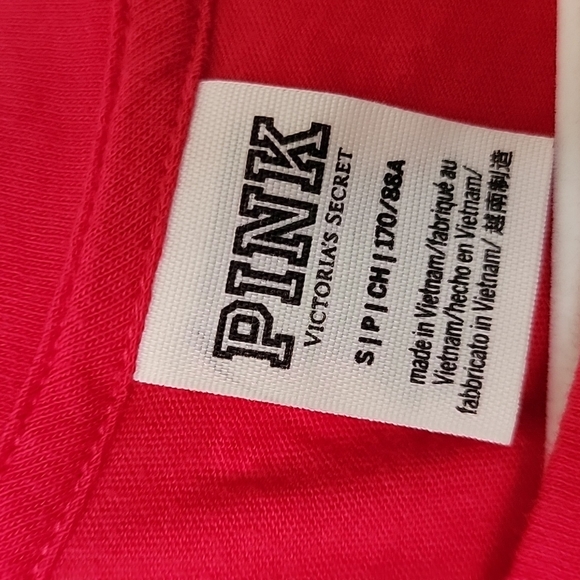 PINK
VICTORIA'S SECRET
S|P|CH|170/88A
made in Vietnam/fabriqué au
Vietnam/hecho en Vietnam/
fabbricato in Vietnam/ 越南制造